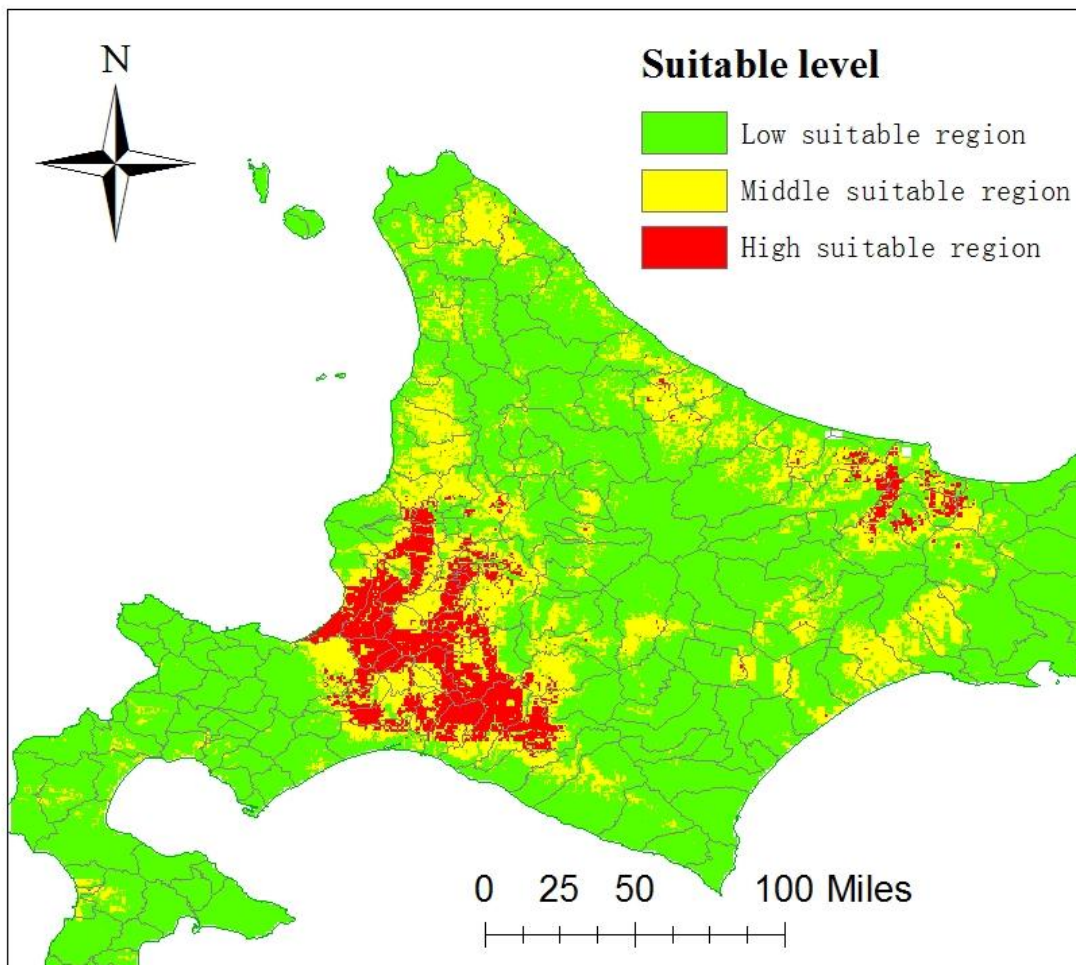 N
Suitable level
Low suitable region
Middle suitable region
High suitable region
0 25 50 100 Miles